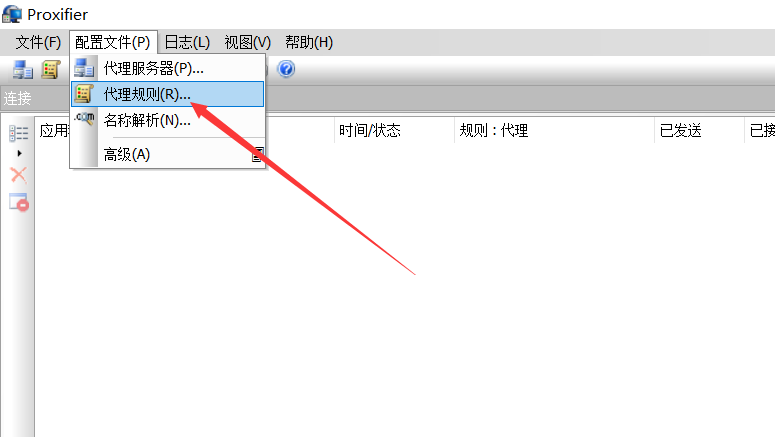 Proxifier
文件(F) 配置文件(P) 日志(L) 视图(V) 帮助(H)
代理服务器(P)...
连接
代理规则(R)...
名称解析(N)...
应用
时间/状态 规则：代理 已发送 已接
高级(A)